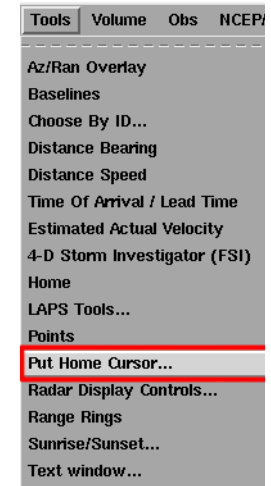 Tools Volume Obs NCEP
Az/Ran Overlay
Baselines
Choose By ID...
Distance Bearing
Distance Speed
Time Of Arrival / Lead Time
Estimated Actual Velocity
4-D Storm Investigator (FSI)
Home
LAPS Tools...
Points
Put Home Cursor...
Radar Display Controls...
Range Rings
Sunrise/Sunset...
Text window...